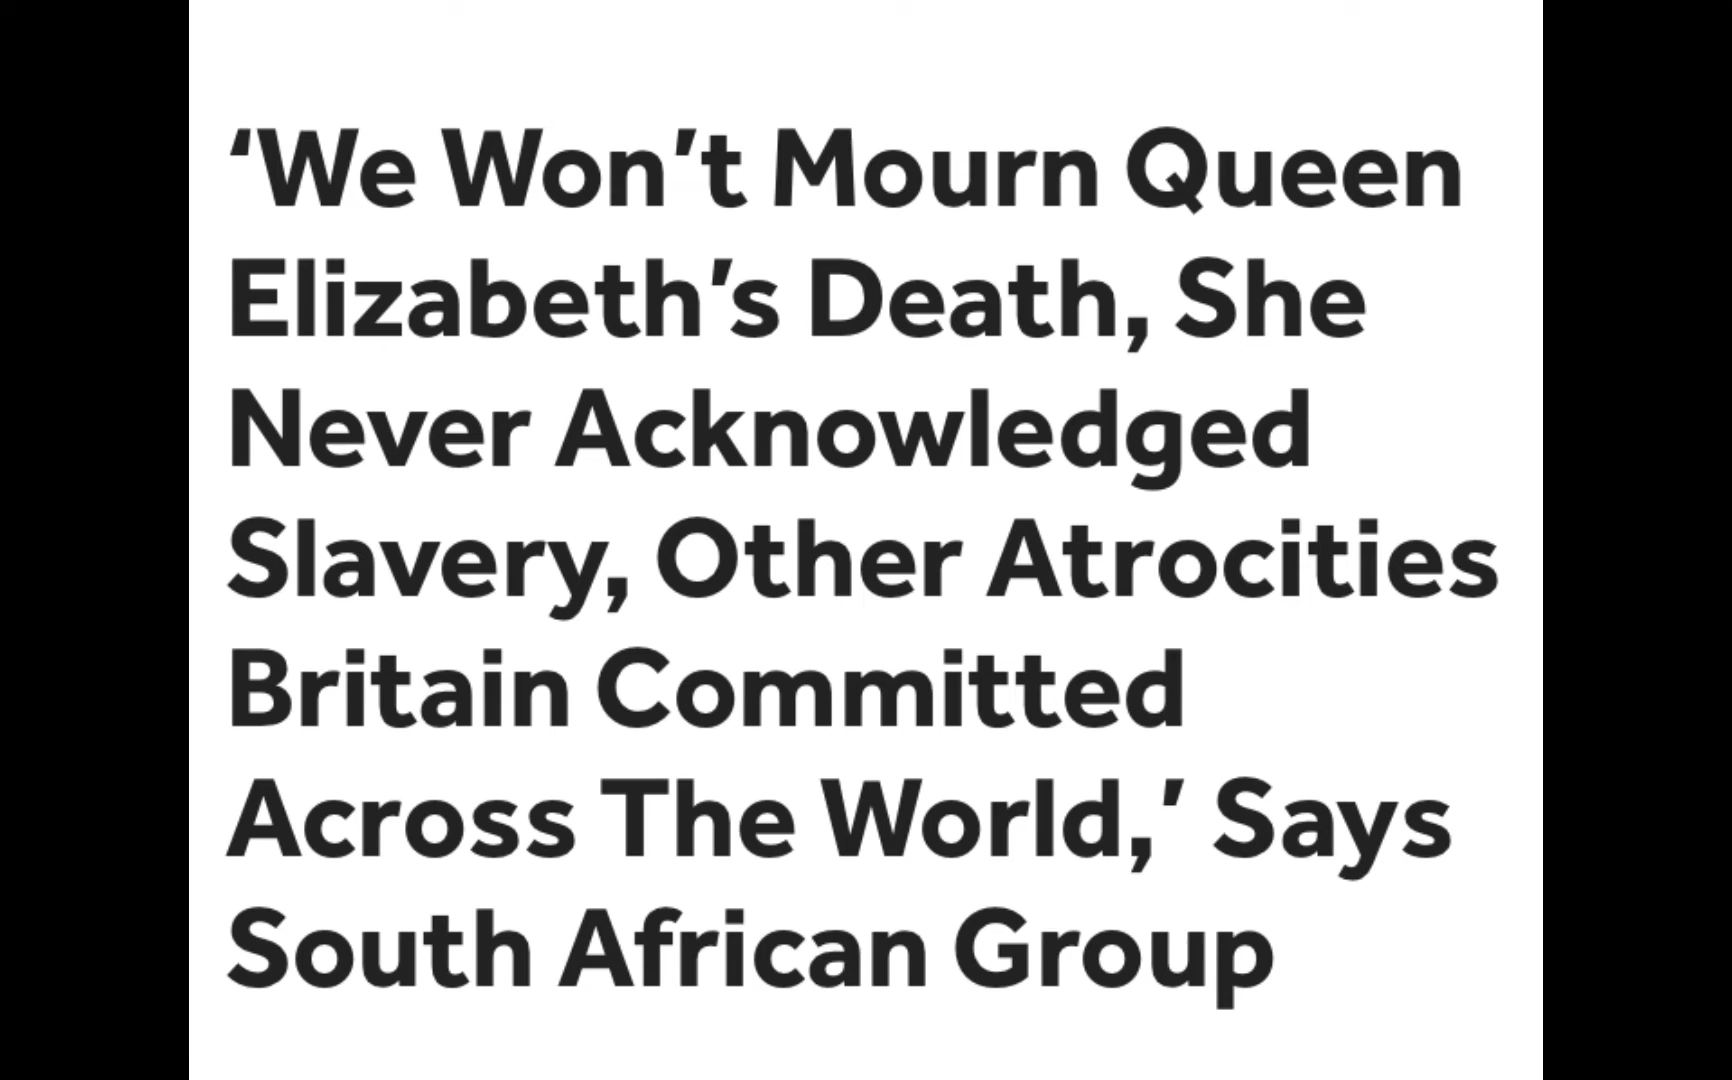 ‘We Won’t Mourn Queen
Elizabeth’s Death, She
Never Acknowledged
Slavery, Other Atrocities
Britain Committed
Across The World,’ Says
South African Group